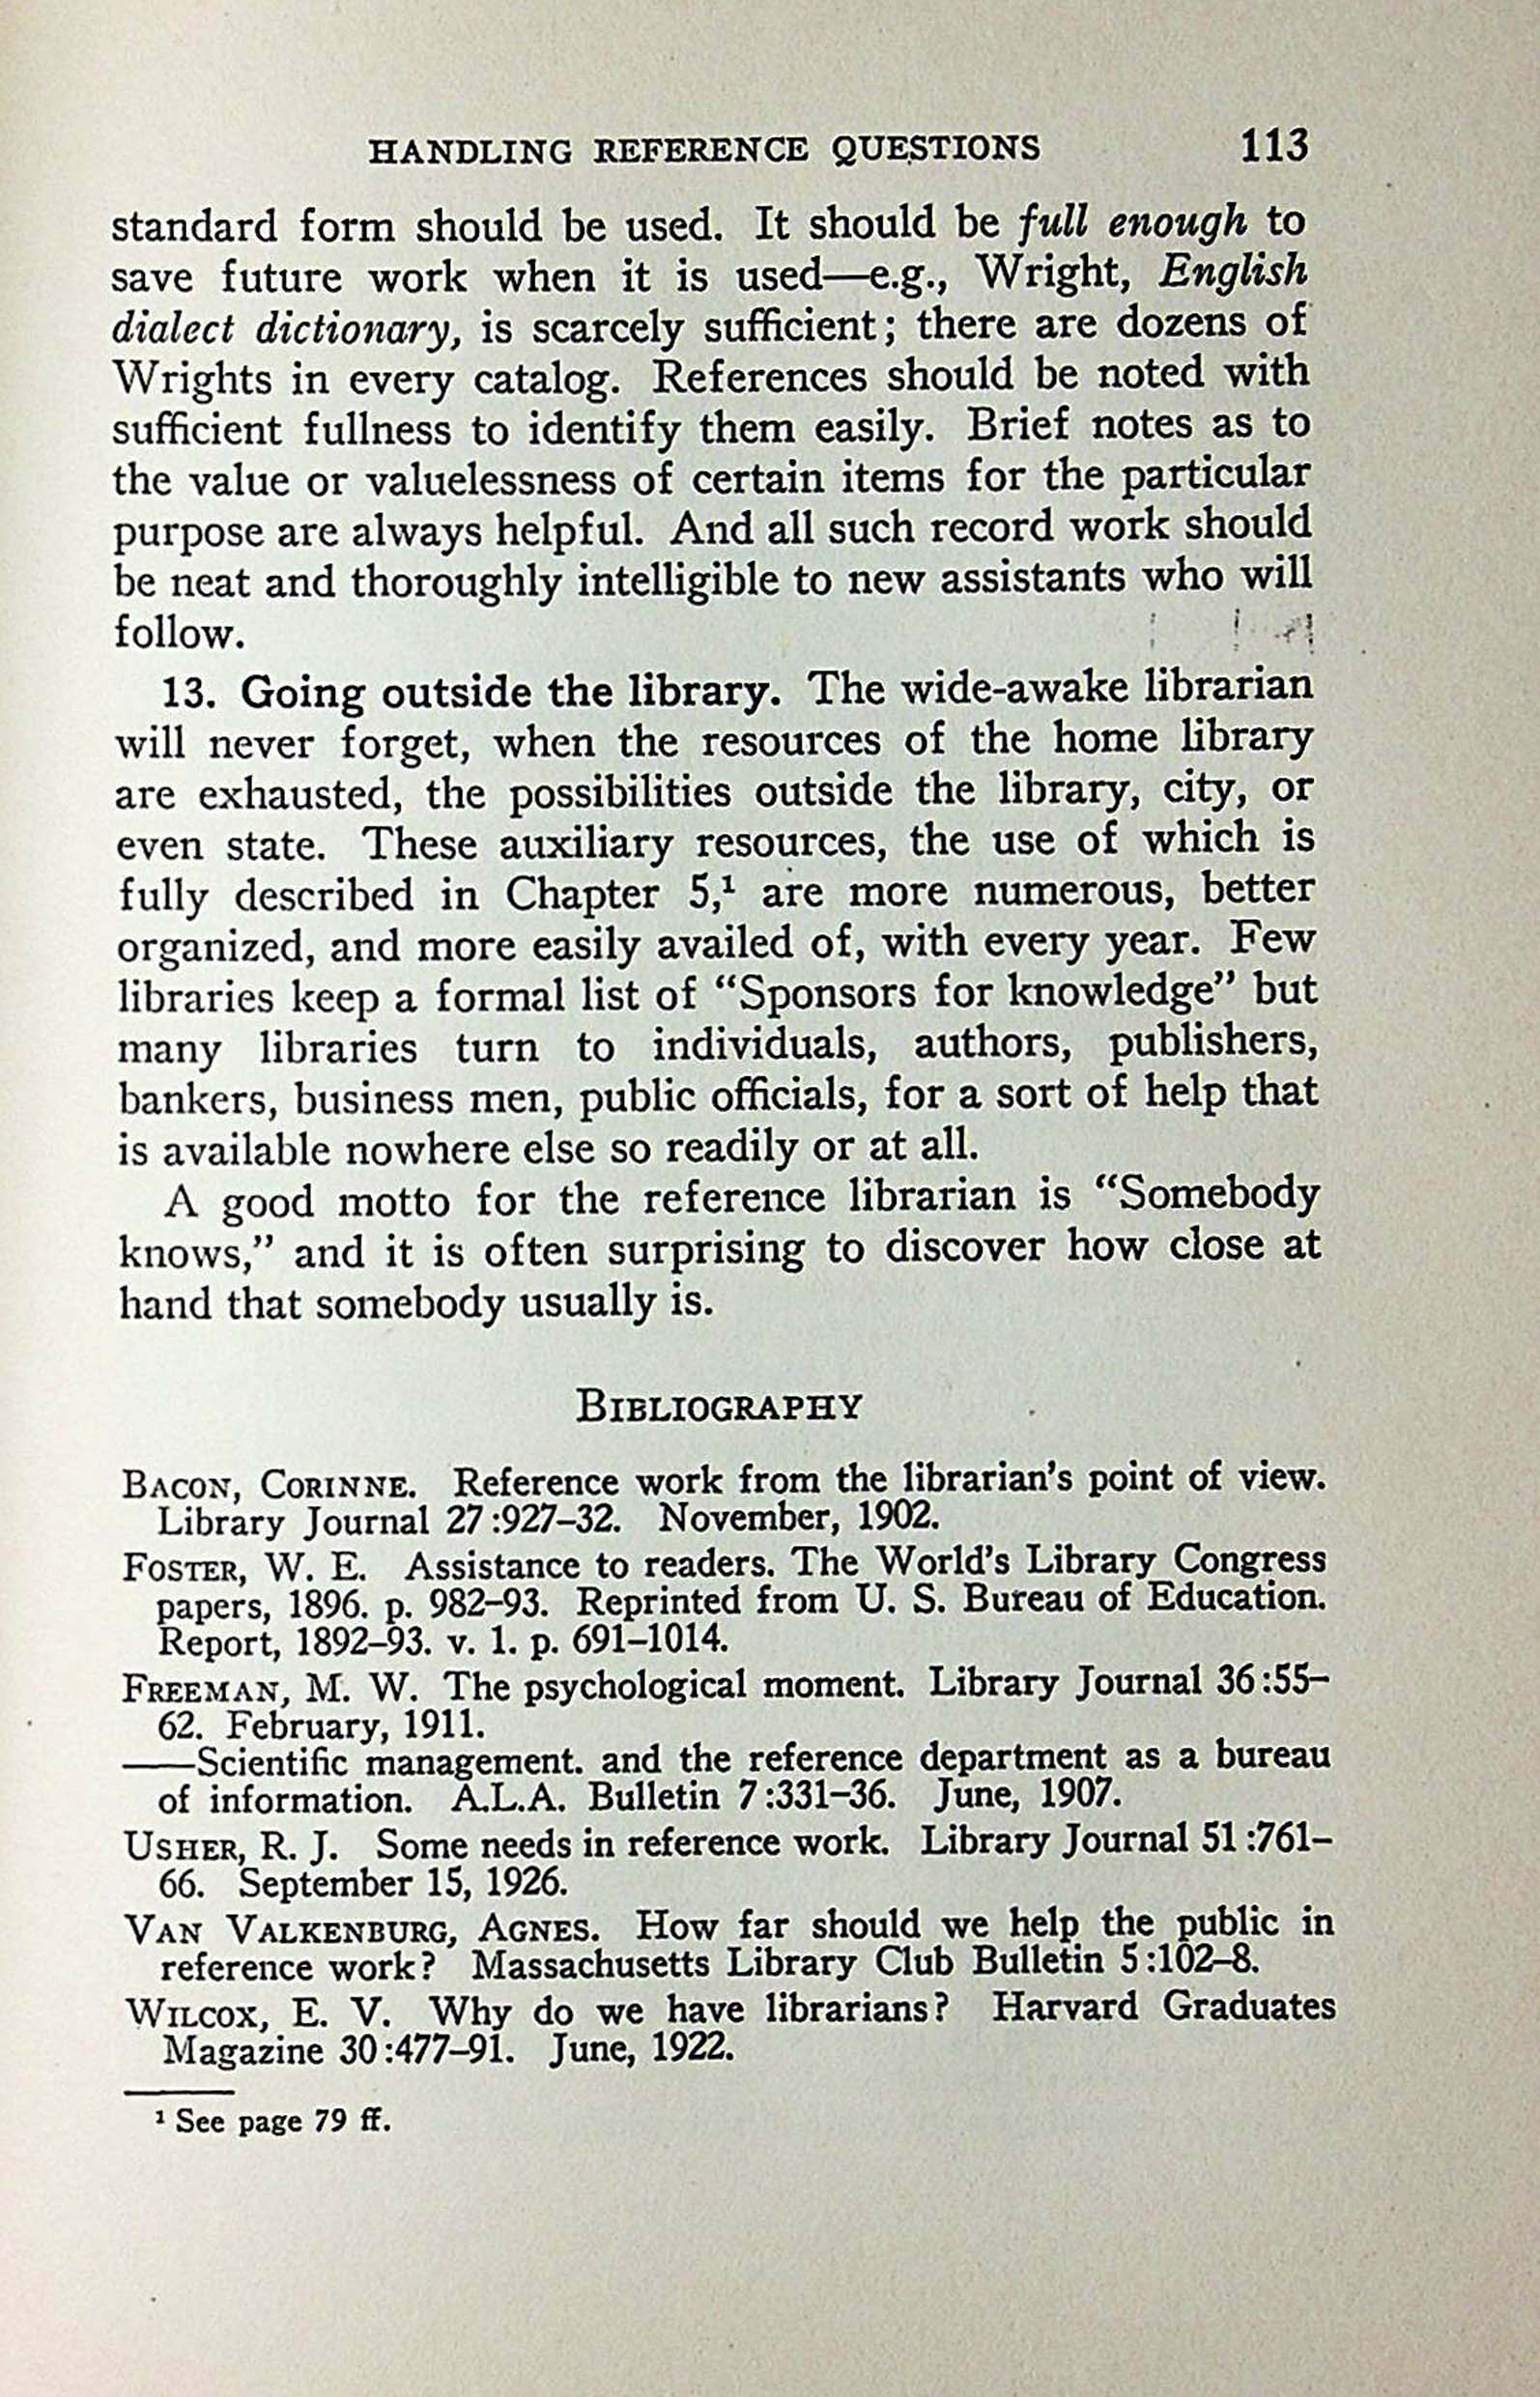 HANDLING REFERENCE QUESTIONS 113
standard form should be used. It should be full enough to
save future work when it is used—e.g., Wright, English
dialect dictionary, is scarcely sufficient; there are dozens of
Wrights in every catalog. References should be noted with
sufficient fullness to identify them easily. Brief notes as to
the value or valuelessness of certain items for the particular
purpose are always helpful. And all such record work should
be neat and thoroughly intelligible to new assistants who will
follow.
13. Going outside the library. The wide-awake librarian
will never forget, when the resources of the home library
are exhausted, the possibilities outside the library, city, or
even state. These auxiliary resources, the use of which is
fully described in Chapter 5,¹ are more numerous, better
organized, and more easily availed of, with every year. Few
libraries keep a formal list of “Sponsors for knowledge” but
many libraries turn to individuals, authors, publishers,
bankers, business men, public officials, for a sort of help that
is available nowhere else so readily or at all.
A good motto for the reference librarian is “Somebody
knows,” and it is often surprising to discover how close at
hand that somebody usually is.
BIBLIOGRAPHY
BACON, CORINNE. Reference work from the librarian’s point of view.
Library Journal 27:927–32. November, 1902.
FOSTER, W. E. Assistance to readers. The World’s Library Congress
papers, 1896. p. 982–93. Reprinted from U. S. Bureau of Education.
Report, 1892–93. v. 1. p. 691–1014.
FREEMAN, M. W. The psychological moment. Library Journal 36:55–
62. February, 1911.
——Scientific management. and the reference department as a bureau
of information. A.L.A. Bulletin 7:331–36. June, 1907.
USHER, R. J. Some needs in reference work. Library Journal 51:761–
66. September 15, 1926.
VAN VALKENBURG, AGNES. How far should we help the public in
reference work? Massachusetts Library Club Bulletin 5:102–8.
WILCOX, E. V. Why do we have librarians? Harvard Graduates
Magazine 30:477–91. June, 1922.
¹ See page 79 ff.